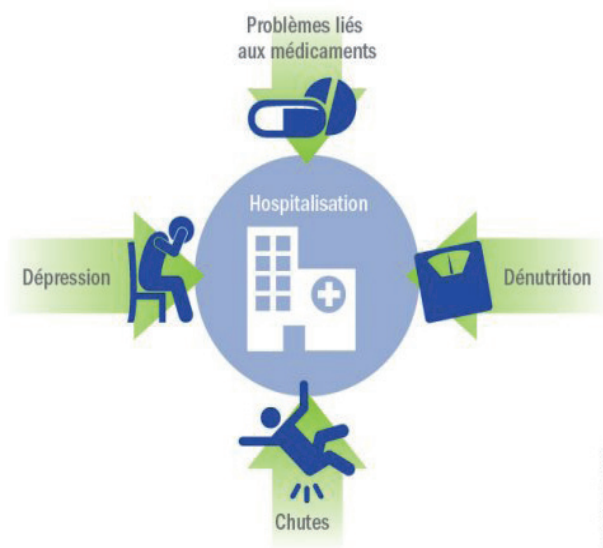 Problèmes liés
aux médicaments
Hospitalisation
Dépression
Dénutrition
Chutes